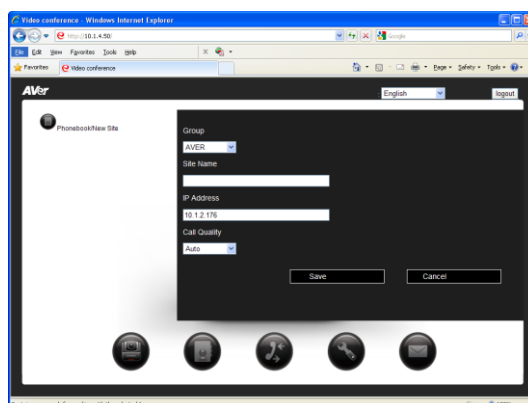 Video conference - Windows Internet Explorer
http://10.1.4.50/
Google
File Edit View Favorites Tools Help
Favorites Video conference
Page Safety Tools
AVer
English
logout
Phonebook/New Site
Group
AVER
Site Name
IP Address
10.1.2.176
Call Quality
Auto
Save
Cancel